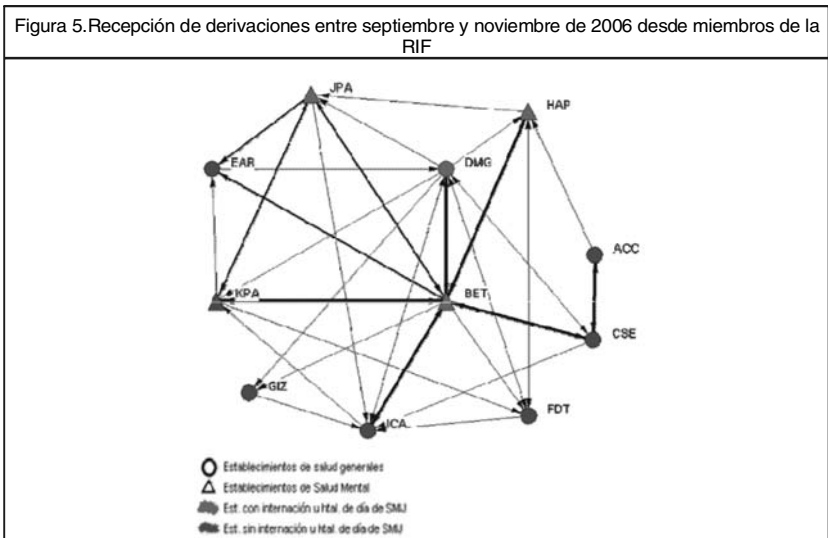 Figura 5.Recepción de derivaciones entre septiembre y noviembre de 2006 desde miembros de la
RIF
JPA
HAP
EAR
DMG
ACC
KPA
BET
CSE
GIZ
ICA
FDT
Establecimientos de salud generales
Establecimientos de Salud Mental
Est. con internación u htal. de día de SMIJ
Est. sin internación u htal. de día de SMIJ